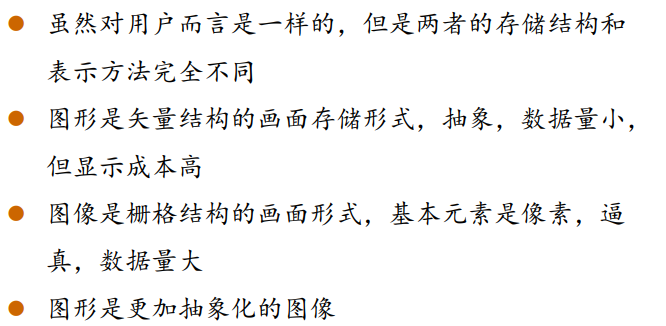 ● 虽然对用户而言是一样的，但是两者的存储结构和
表示方法完全不同
● 图形是矢量结构的画面存储形式，抽象，数据量小，
但显示成本高
● 图像是栅格结构的画面形式，基本元素是像素，逼
真，数据量大
● 图形是更加抽象化的图像